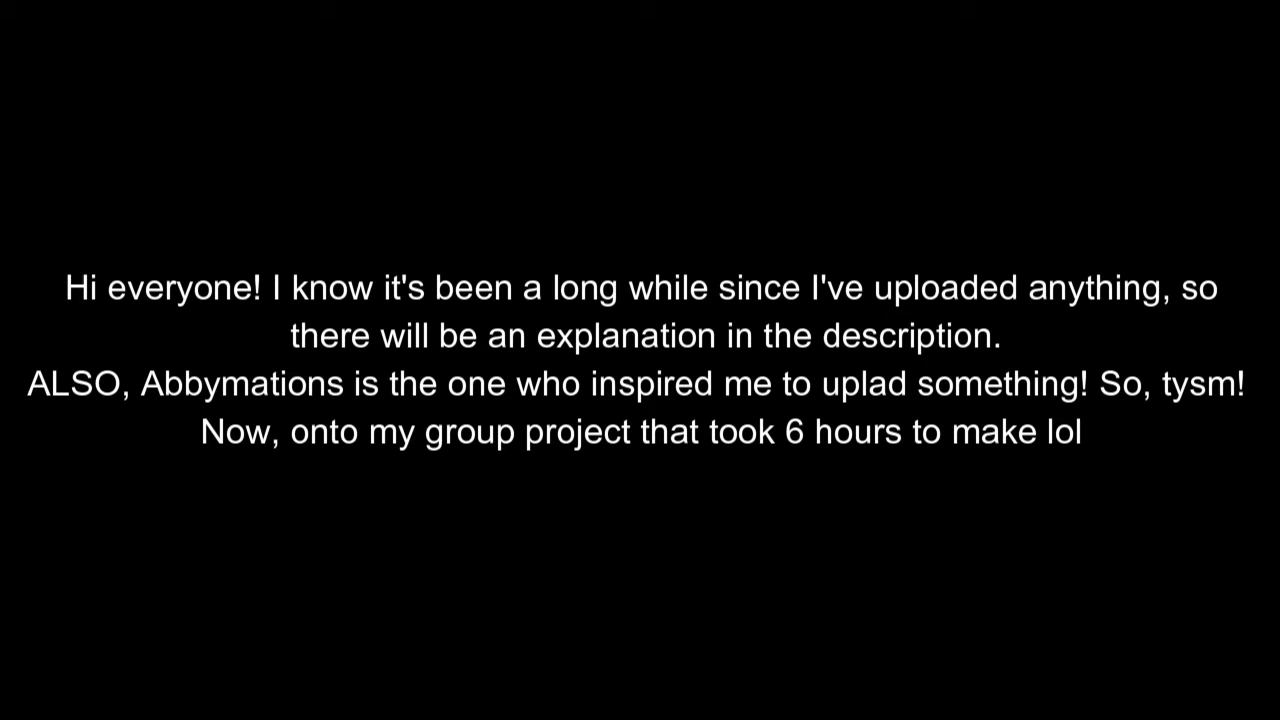 Hi everyone! I know it's been a long while since I've uploaded anything, so
there will be an explanation in the description.
ALSO, Abbymations is the one who inspired me to uplad something! So, tysm!
Now, onto my group project that took 6 hours to make lol